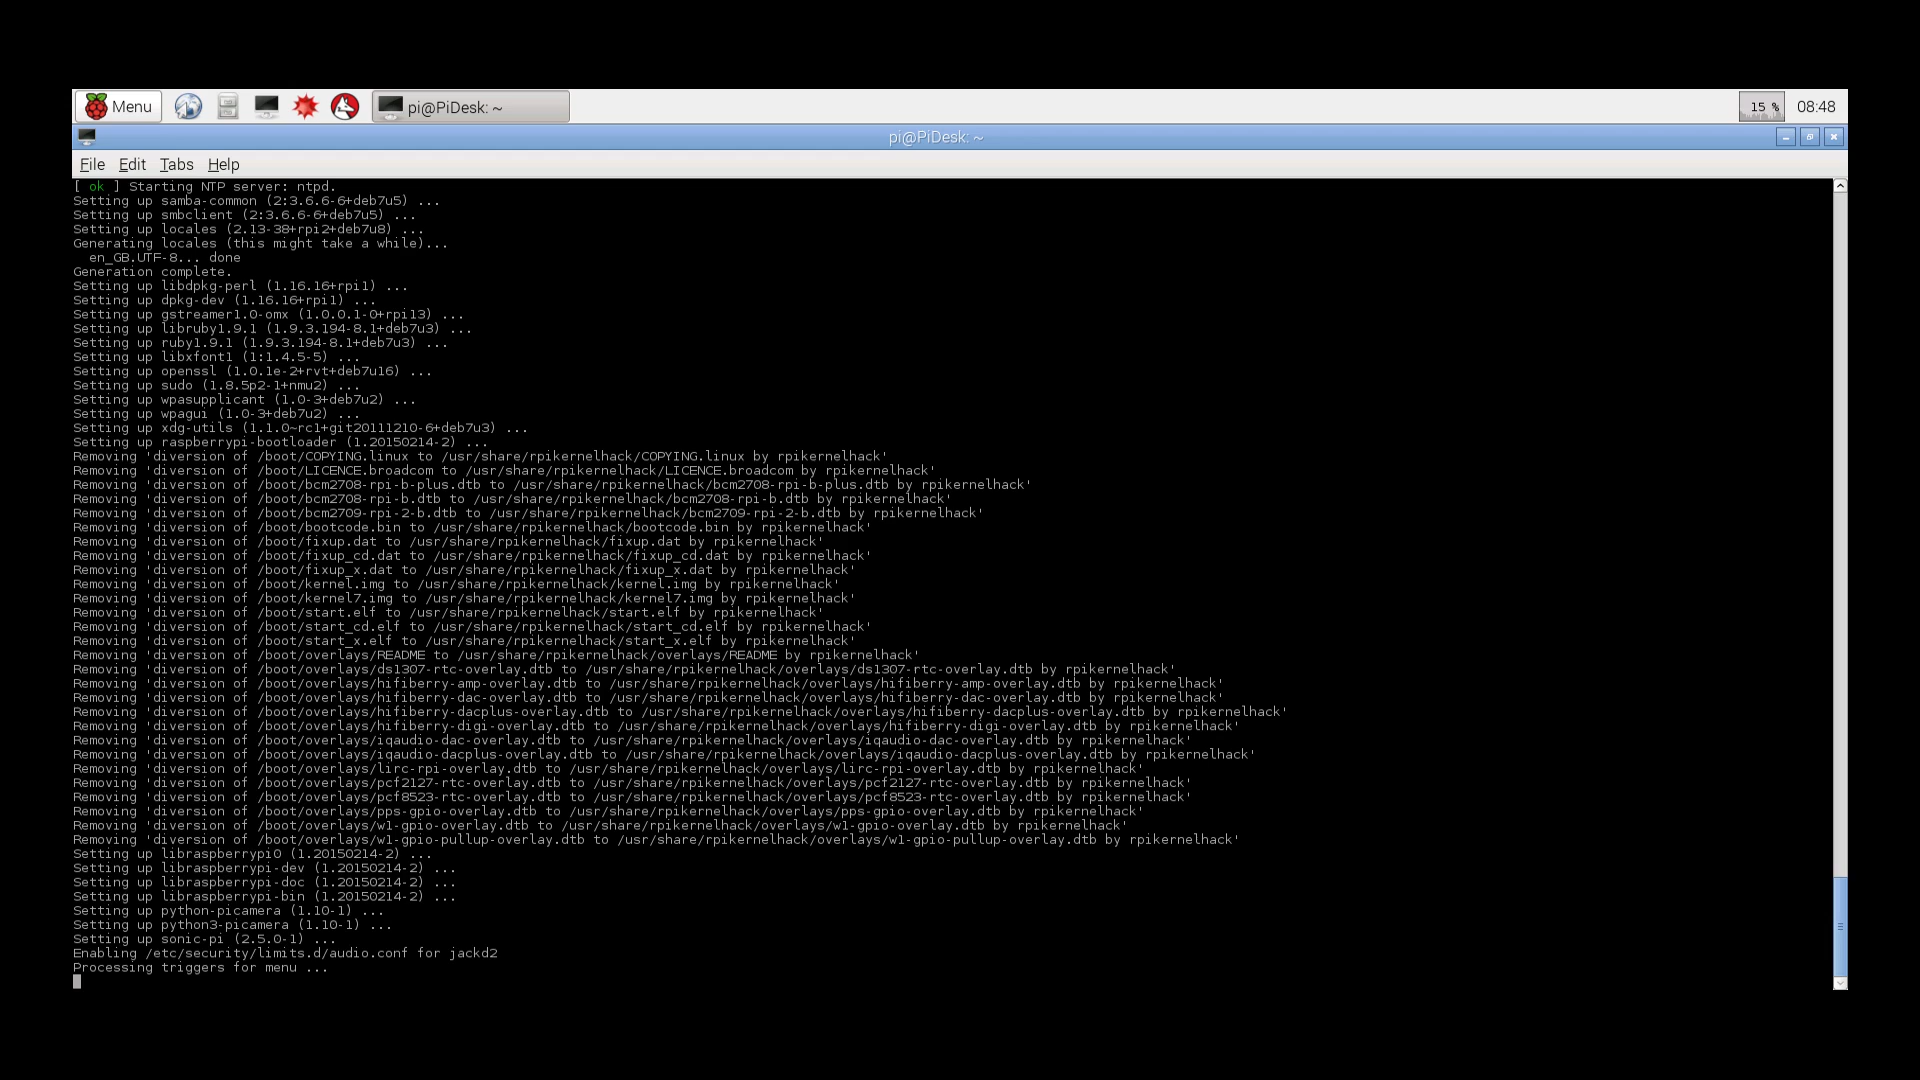 Menu
pi@PiDesk: ~
15 %
08:48
pi@PiDesk: ~
File Edit Tabs Help
[ ok ] Starting NTP server: ntpd.
Setting up samba-common (2:3.6.6-6+deb7u5) ...
Setting up smbclient (2:3.6.6-6+deb7u5) ...
Setting up locales (2.13-38+rpi2+deb7u8) ...
Generating locales (this might take a while)...
  en_GB.UTF-8... done
Generation complete.
Setting up libdpkg-perl (1.16.16+rpi1) ...
Setting up dpkg-dev (1.16.16+rpi1) ...
Setting up gstreamer1.0-omx (1.0.0.1-0+rpi13) ...
Setting up libruby1.9.1 (1.9.3.194-8.1+deb7u3) ...
Setting up ruby1.9.1 (1.9.3.194-8.1+deb7u3) ...
Setting up libxfont1 (1:1.4.5-5) ...
Setting up openssl (1.0.1e-2+rvt+deb7u16) ...
Setting up sudo (1.8.5p2-1+nmu2) ...
Setting up wpasupplicant (1.0-3+deb7u2) ...
Setting up wpagui (1.0-3+deb7u2) ...
Setting up xdg-utils (1.1.0~rc1+git20111210-6+deb7u3) ...
Setting up raspberrypi-bootloader (1.20150214-2) ...
Removing 'diversion of /boot/COPYING.linux to /usr/share/rpikernelhack/COPYING.linux by rpikernelhack'
Removing 'diversion of /boot/LICENCE.broadcom to /usr/share/rpikernelhack/LICENCE.broadcom by rpikernelhack'
Removing 'diversion of /boot/bcm2708-rpi-b-plus.dtb to /usr/share/rpikernelhack/bcm2708-rpi-b-plus.dtb by rpikernelhack'
Removing 'diversion of /boot/bcm2708-rpi-b.dtb to /usr/share/rpikernelhack/bcm2708-rpi-b.dtb by rpikernelhack'
Removing 'diversion of /boot/bcm2709-rpi-2-b.dtb to /usr/share/rpikernelhack/bcm2709-rpi-2-b.dtb by rpikernelhack'
Removing 'diversion of /boot/bootcode.bin to /usr/share/rpikernelhack/bootcode.bin by rpikernelhack'
Removing 'diversion of /boot/fixup.dat to /usr/share/rpikernelhack/fixup.dat by rpikernelhack'
Removing 'diversion of /boot/fixup_cd.dat to /usr/share/rpikernelhack/fixup_cd.dat by rpikernelhack'
Removing 'diversion of /boot/fixup_x.dat to /usr/share/rpikernelhack/fixup_x.dat by rpikernelhack'
Removing 'diversion of /boot/kernel.img to /usr/share/rpikernelhack/kernel.img by rpikernelhack'
Removing 'diversion of /boot/kernel7.img to /usr/share/rpikernelhack/kernel7.img by rpikernelhack'
Removing 'diversion of /boot/start.elf to /usr/share/rpikernelhack/start.elf by rpikernelhack'
Removing 'diversion of /boot/start_cd.elf to /usr/share/rpikernelhack/start_cd.elf by rpikernelhack'
Removing 'diversion of /boot/start_x.elf to /usr/share/rpikernelhack/start_x.elf by rpikernelhack'
Removing 'diversion of /boot/overlays/README to /usr/share/rpikernelhack/overlays/README by rpikernelhack'
Removing 'diversion of /boot/overlays/ds1307-rtc-overlay.dtb to /usr/share/rpikernelhack/overlays/ds1307-rtc-overlay.dtb by rpikernelhack'
Removing 'diversion of /boot/overlays/hifiberry-amp-overlay.dtb to /usr/share/rpikernelhack/overlays/hifiberry-amp-overlay.dtb by rpikernelhack'
Removing 'diversion of /boot/overlays/hifiberry-dac-overlay.dtb to /usr/share/rpikernelhack/overlays/hifiberry-dac-overlay.dtb by rpikernelhack'
Removing 'diversion of /boot/overlays/hifiberry-dacplus-overlay.dtb to /usr/share/rpikernelhack/overlays/hifiberry-dacplus-overlay.dtb by rpikernelhack'
Removing 'diversion of /boot/overlays/hifiberry-digi-overlay.dtb to /usr/share/rpikernelhack/overlays/hifiberry-digi-overlay.dtb by rpikernelhack'
Removing 'diversion of /boot/overlays/iqaudio-dac-overlay.dtb to /usr/share/rpikernelhack/overlays/iqaudio-dac-overlay.dtb by rpikernelhack'
Removing 'diversion of /boot/overlays/iqaudio-dacplus-overlay.dtb to /usr/share/rpikernelhack/overlays/iqaudio-dacplus-overlay.dtb by rpikernelhack'
Removing 'diversion of /boot/overlays/lirc-rpi-overlay.dtb to /usr/share/rpikernelhack/overlays/lirc-rpi-overlay.dtb by rpikernelhack'
Removing 'diversion of /boot/overlays/pcf2127-rtc-overlay.dtb to /usr/share/rpikernelhack/overlays/pcf2127-rtc-overlay.dtb by rpikernelhack'
Removing 'diversion of /boot/overlays/pcf8523-rtc-overlay.dtb to /usr/share/rpikernelhack/overlays/pcf8523-rtc-overlay.dtb by rpikernelhack'
Removing 'diversion of /boot/overlays/pps-gpio-overlay.dtb to /usr/share/rpikernelhack/overlays/pps-gpio-overlay.dtb by rpikernelhack'
Removing 'diversion of /boot/overlays/w1-gpio-overlay.dtb to /usr/share/rpikernelhack/overlays/w1-gpio-overlay.dtb by rpikernelhack'
Removing 'diversion of /boot/overlays/w1-gpio-pullup-overlay.dtb to /usr/share/rpikernelhack/overlays/w1-gpio-pullup-overlay.dtb by rpikernelhack'
Setting up libraspberrypi0 (1.20150214-2) ...
Setting up libraspberrypi-dev (1.20150214-2) ...
Setting up libraspberrypi-doc (1.20150214-2) ...
Setting up libraspberrypi-bin (1.20150214-2) ...
Setting up python-picamera (1.10-1) ...
Setting up python3-picamera (1.10-1) ...
Setting up sonic-pi (2.5.0-1) ...
Enabling /etc/security/limits.d/audio.conf for jackd2
Processing triggers for menu ...